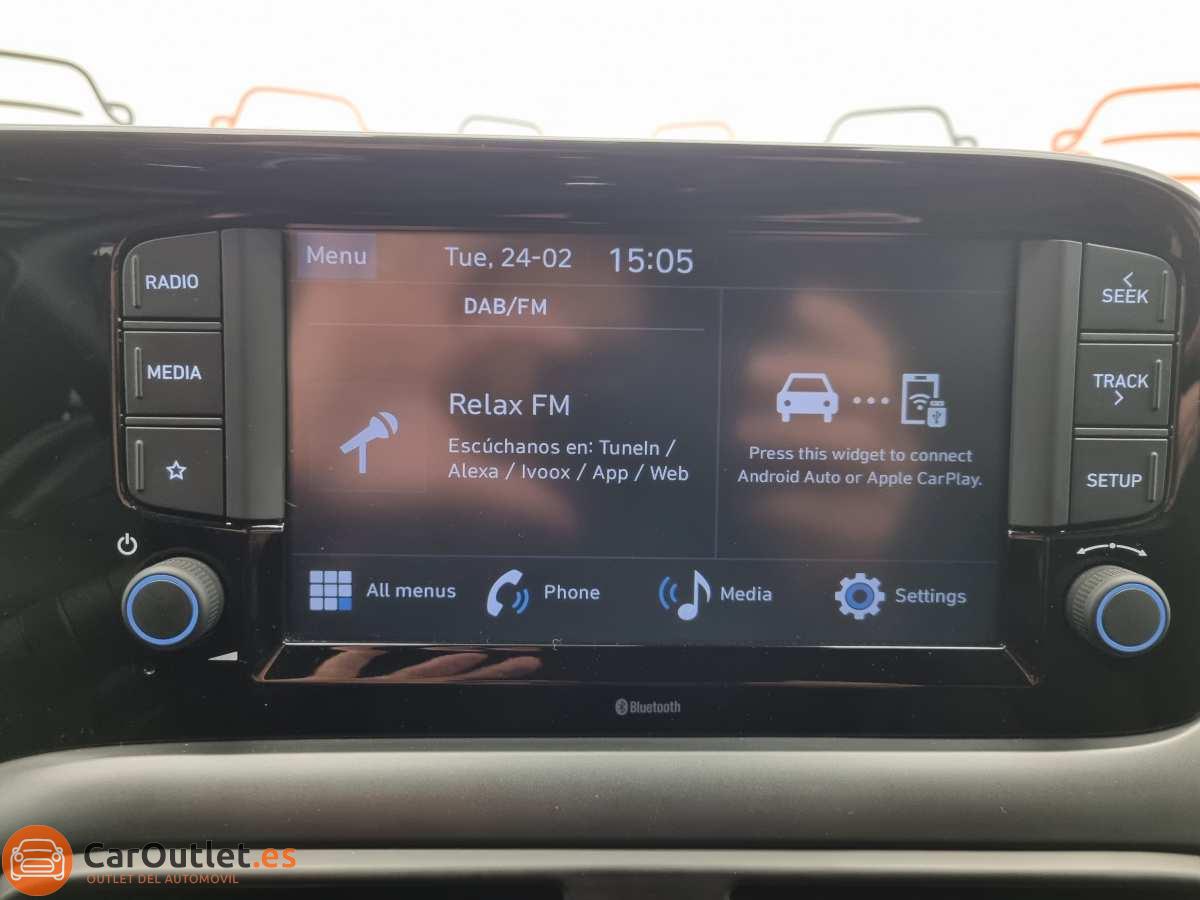 RADIO
MEDIA
Menu
Tue, 24-02
15:05
DAB/FM
Relax FM
Escúchanos en: TuneIn /
Alexa / Ivoox / App / Web
Press this widget to connect
Android Auto or Apple CarPlay.
All menus
Phone
Media
Settings
< SEEK
TRACK >
SETUP
Bluetooth
CarOutlet.es
OUTLET DEL AUTOMOVIL